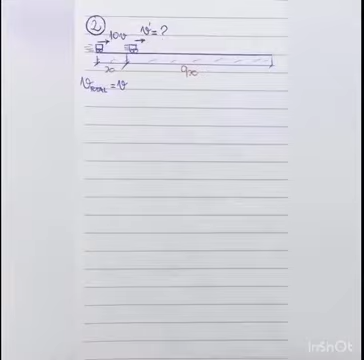 2
10v v' = ?
x 9x
v_TOTAL = v
InShOt